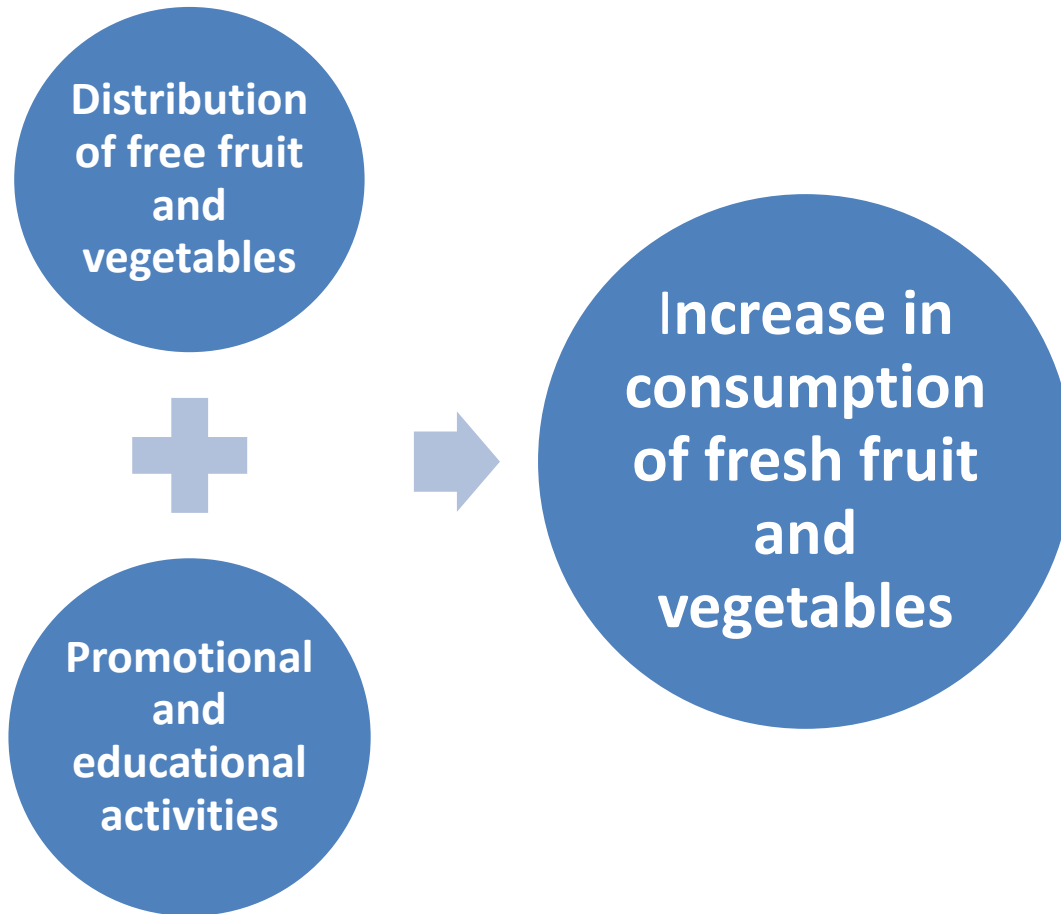 Distribution
of free fruit
and
vegetables
Promotional
and
educational
activities
Increase in
consumption
of fresh fruit
and
vegetables